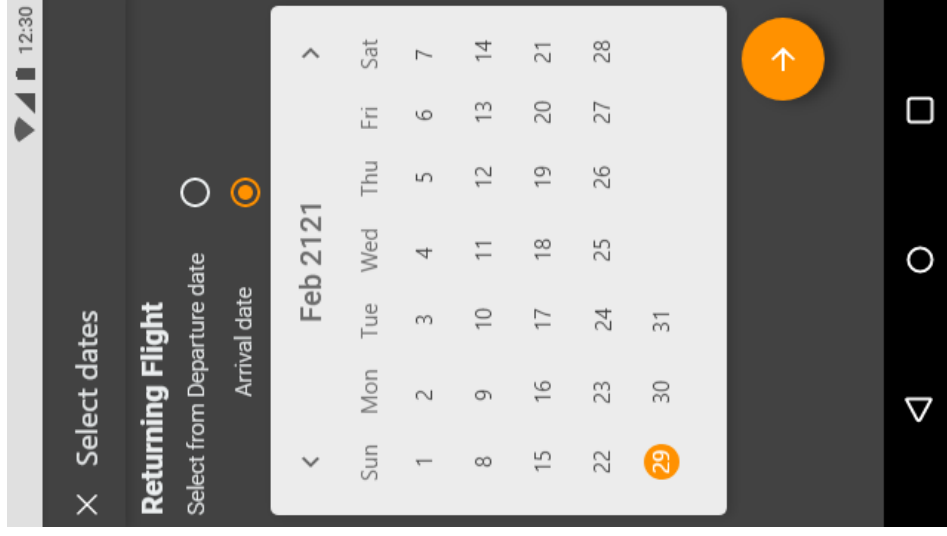 12:30
Select dates
Returning Flight
Select from Departure date
Arrival date
Feb 2121
Sun Mon Tue Wed Thu Fri Sat
1 2 3 4 5 6 7
8 9 10 11 12 13 14
15 16 17 18 19 20 21
22 23 24 25 26 27 28
29 30 31